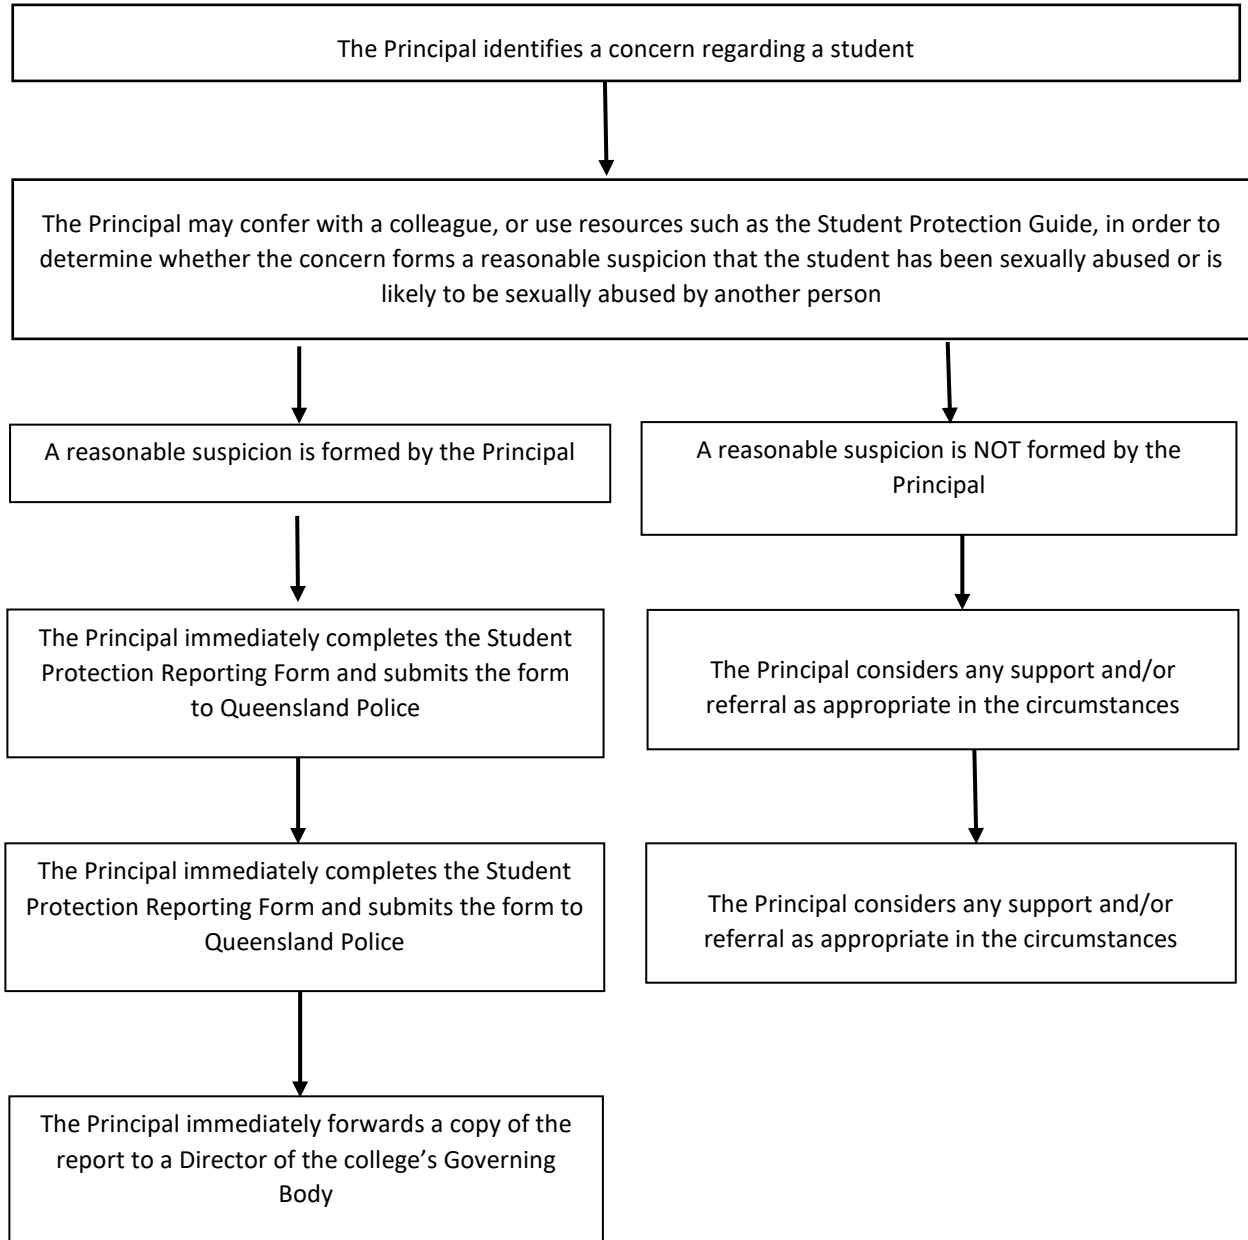 The Principal identifies a concern regarding a student
The Principal may confer with a colleague, or use resources such as the Student Protection Guide, in order to
determine whether the concern forms a reasonable suspicion that the student has been sexually abused or is
likely to be sexually abused by another person
A reasonable suspicion is formed by the Principal
A reasonable suspicion is NOT formed by the
Principal
The Principal immediately completes the Student
Protection Reporting Form and submits the form
to Queensland Police
The Principal considers any support and/or
referral as appropriate in the circumstances
The Principal immediately completes the Student
Protection Reporting Form and submits the form to
Queensland Police
The Principal considers any support and/or
referral as appropriate in the circumstances
The Principal immediately forwards a copy of the
report to a Director of the college’s Governing
Body